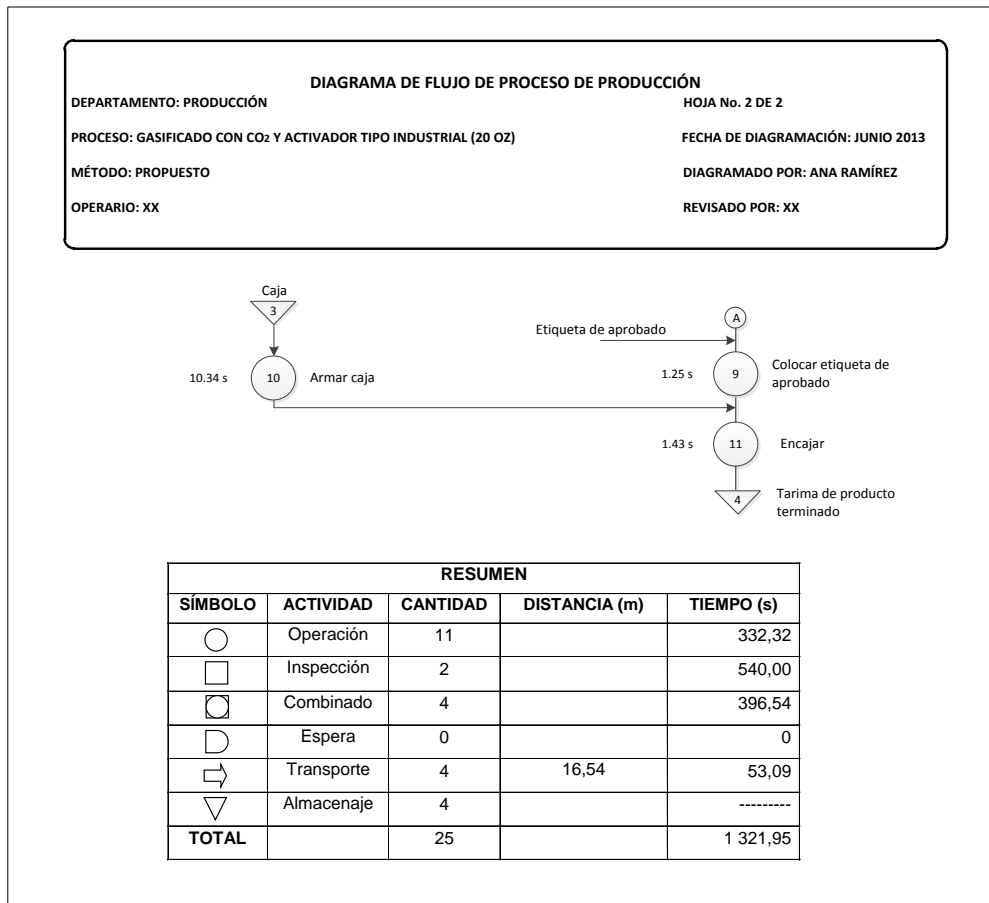 DIAGRAMA DE FLUJO DE PROCESO DE PRODUCCIÓN
DEPARTAMENTO: PRODUCCIÓN HOJA No. 2 DE 2
PROCESO: GASIFICADO CON CO2 Y ACTIVADOR TIPO INDUSTRIAL (20 OZ) FECHA DE DIAGRAMACIÓN: JUNIO 2013
MÉTODO: PROPUESTO DIAGRAMADO POR: ANA RAMÍREZ
OPERARIO: XX REVISADO POR: XX
Caja
3
10.34 s 10 Armar caja
A
Etiqueta de aprobado
1.25 s 9 Colocar etiqueta de
aprobado
1.43 s 11 Encajar
4 Tarima de producto
terminado
RESUMEN
SÍMBOLO ACTIVIDAD CANTIDAD DISTANCIA (m) TIEMPO (s)
Operación 11 332,32
Inspección 2 540,00
Combinado 4 396,54
Espera 0 0
Transporte 4 16,54 53,09
Almacenaje 4 ---------
TOTAL 25 1 321,95